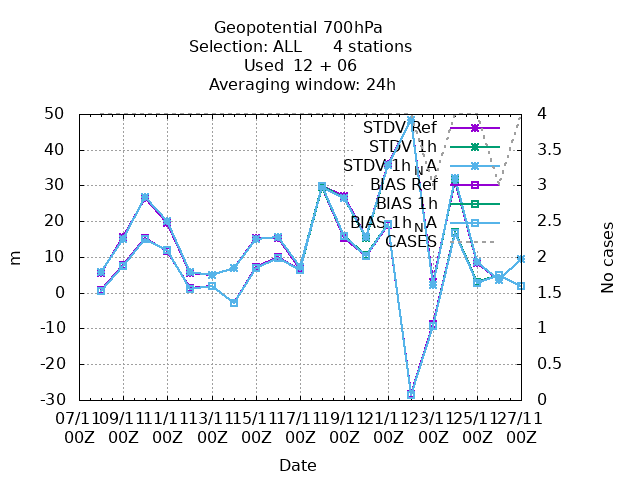 Geopotential 700hPa
Selection: ALL 4 stations
Used 12 + 06
Averaging window: 24h
50
40
30
20
10
0
-10
-20
-30
m
4
3.5
3
2.5
2
1.5
1
0.5
0
No cases
STDV Ref
STDV 1h
STDV 1h_NA
BIAS Ref
BIAS 1h
BIAS 1h_NA
CASES
07/11 09/11 11/11 13/11 15/11 17/11 19/11 21/11 23/11 25/11 27/11
00Z 00Z 00Z 00Z 00Z 00Z 00Z 00Z 00Z 00Z 00Z
Date